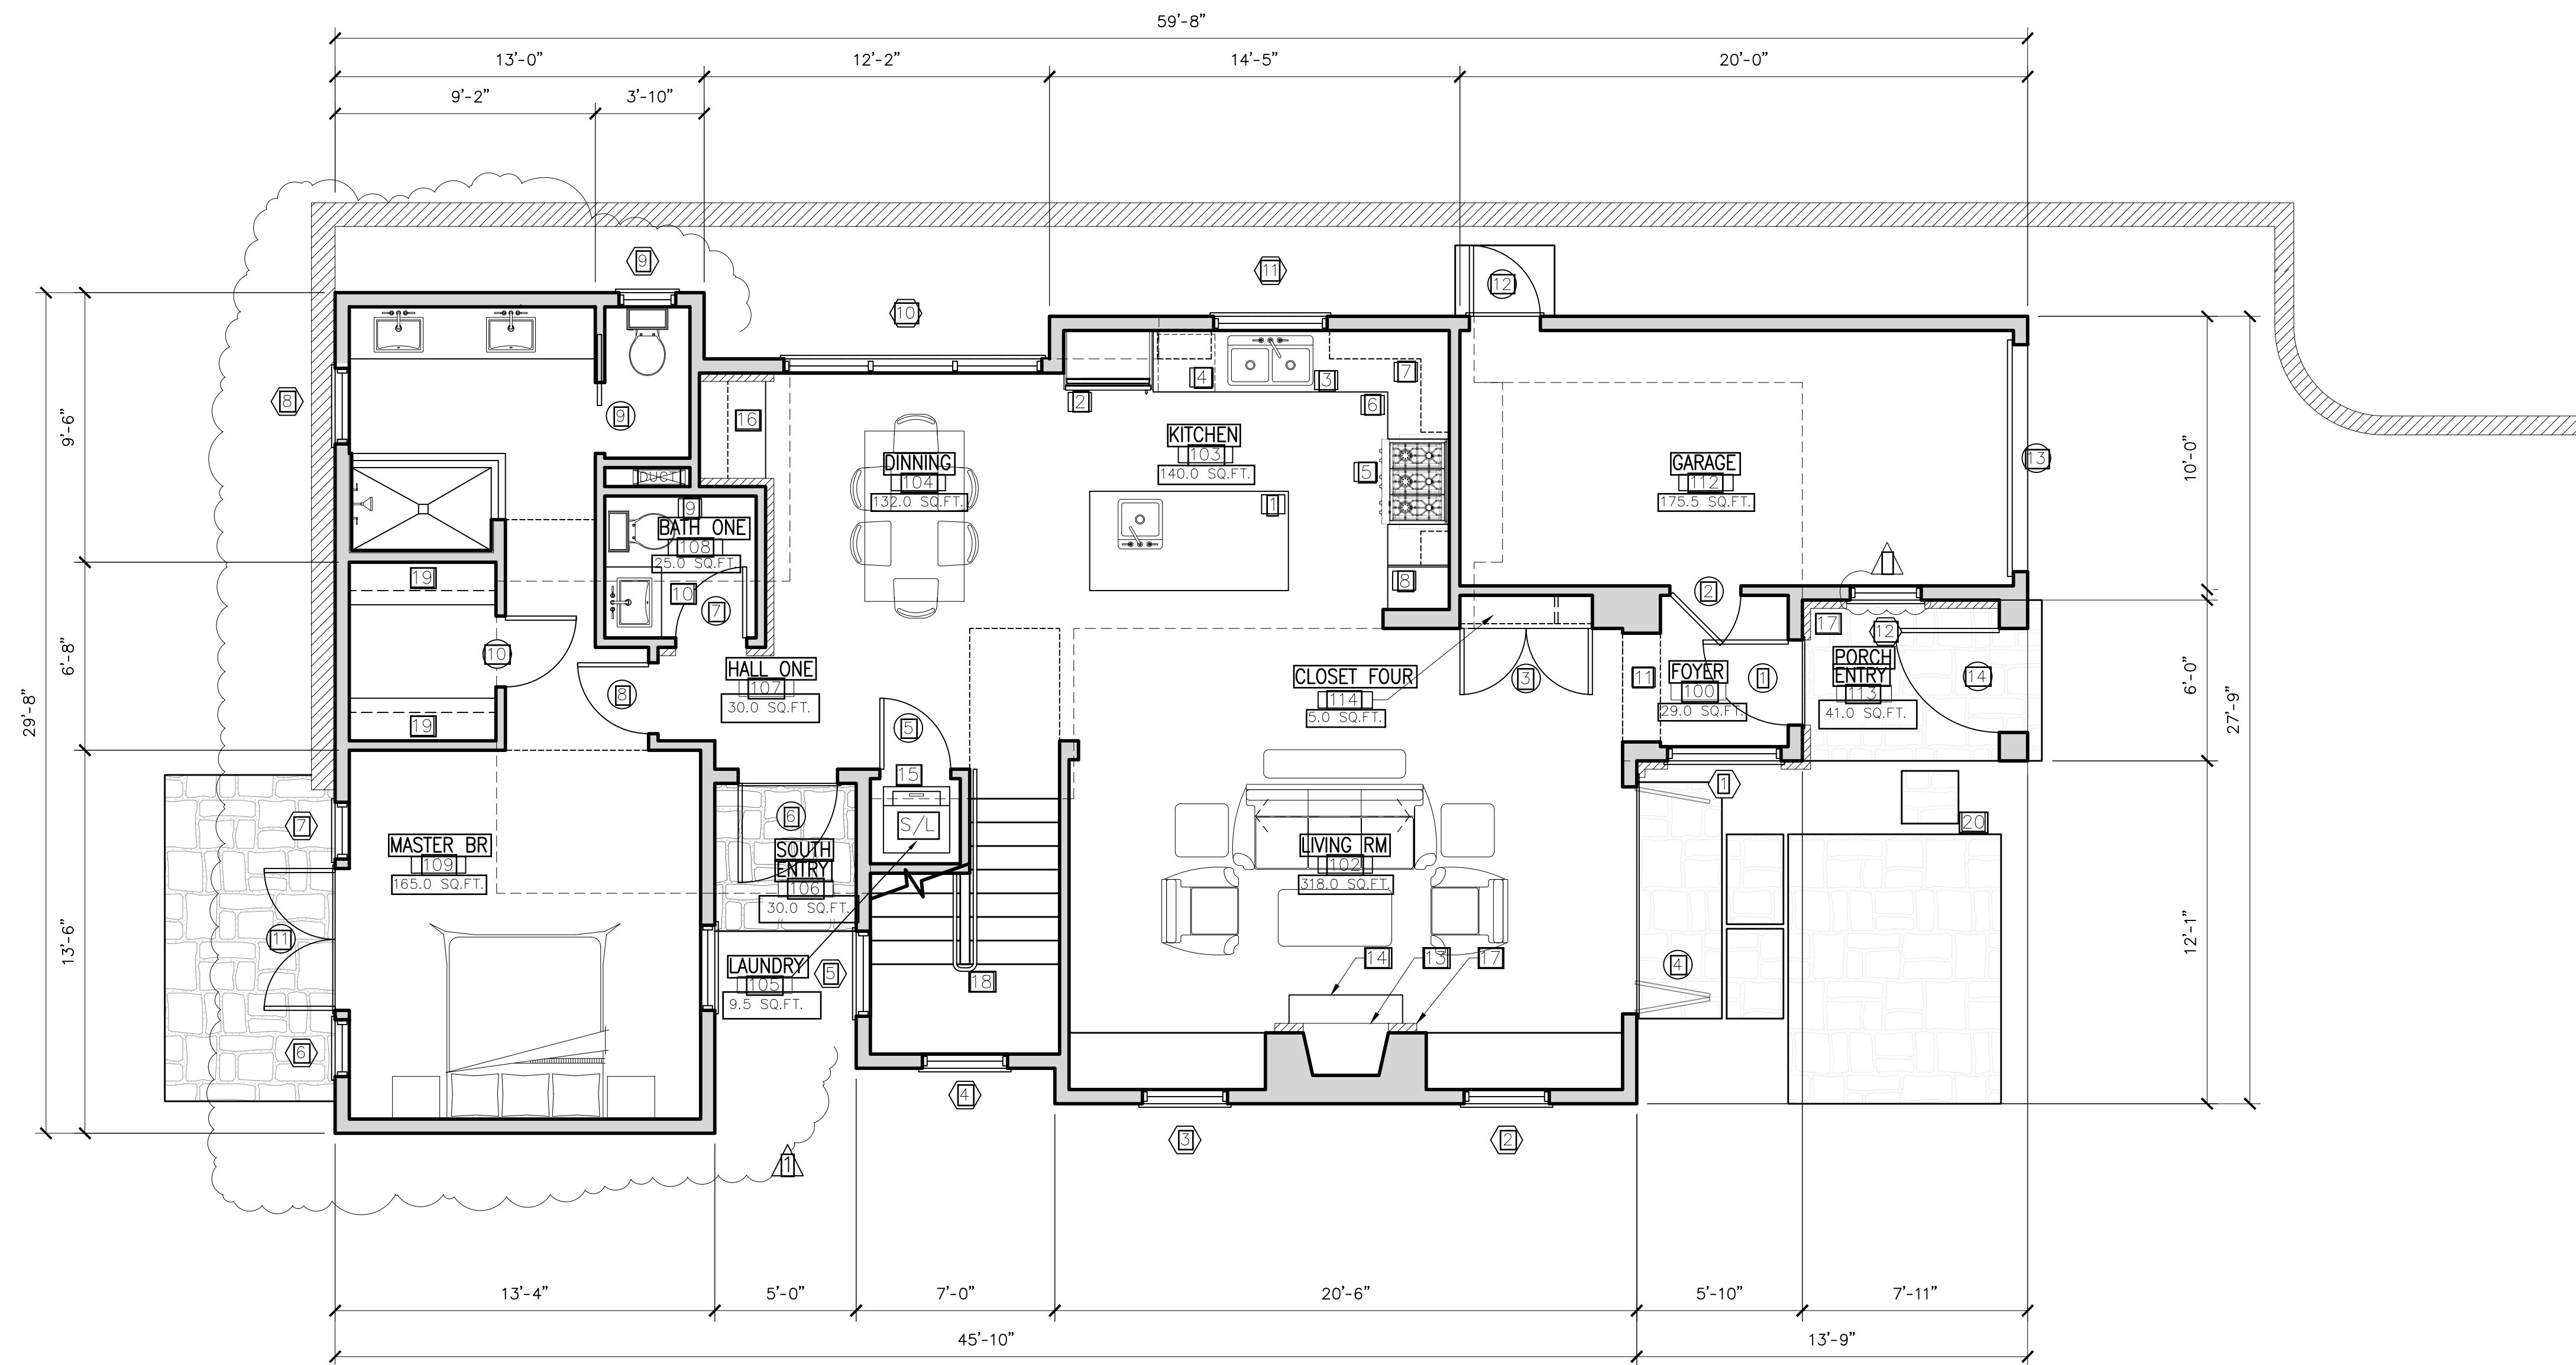 59'-8"
13'-0" 12'-2" 14'-5" 20'-0"
9'-2" 3'-10"
9
11
10
12
8
9
16
2
4
3
7
6
5
13
9'-6"
10'-0"
DUCT
DINNING
104
132.0 SQ.FT.
KITCHEN
103
140.0 SQ.FT.
1
8
GARAGE
112
175.5 SQ.FT.
9
BATH ONE
108
25.0 SQ.FT.
10
7
19
19
10
8
6'-8"
29'-8"
HALL ONE
107
30.0 SQ.FT.
CLOSET FOUR
114
5.0 SQ.FT.
3
11
2
FOYER
100
29.0 SQ.FT.
1
17
12
PORCH
ENTRY
113
41.0 SQ.FT.
14
6'-0"
27'-9"
5
15
S/L
1
20
7
MASTER BR
109
165.0 SQ.FT.
6
SOUTH
ENTRY
106
30.0 SQ.FT.
LIVING RM
102
318.0 SQ.FT.
13'-6"
12'-1"
11
LAUNDRY
105
9.5 SQ.FT.
5
18
14
13
17
4
6
4
3
2
1
13'-4" 5'-0" 7'-0" 20'-6" 5'-10" 7'-11"
45'-10" 13'-9"